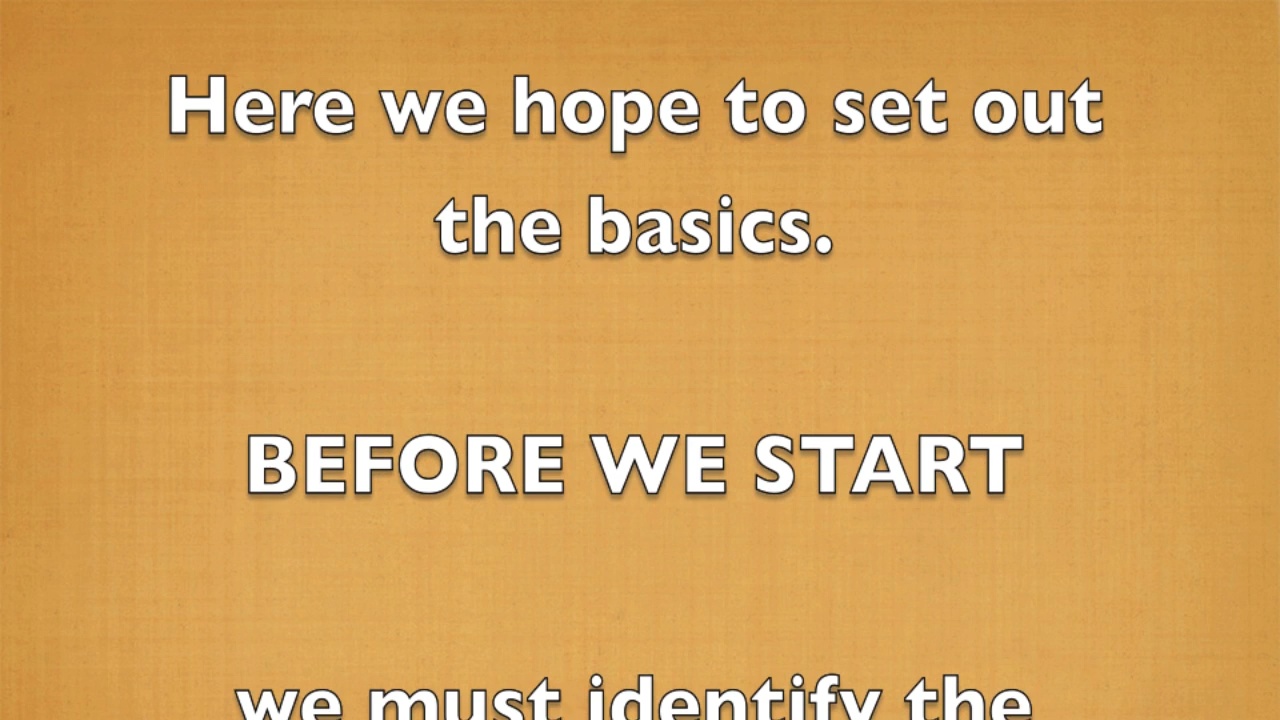 Here we hope to set out
the basics.
BEFORE WE START
we must identify the